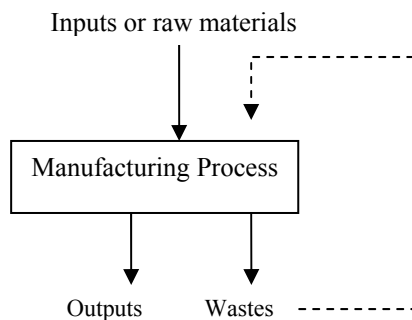 Inputs or raw materials
Manufacturing Process
Outputs Wastes